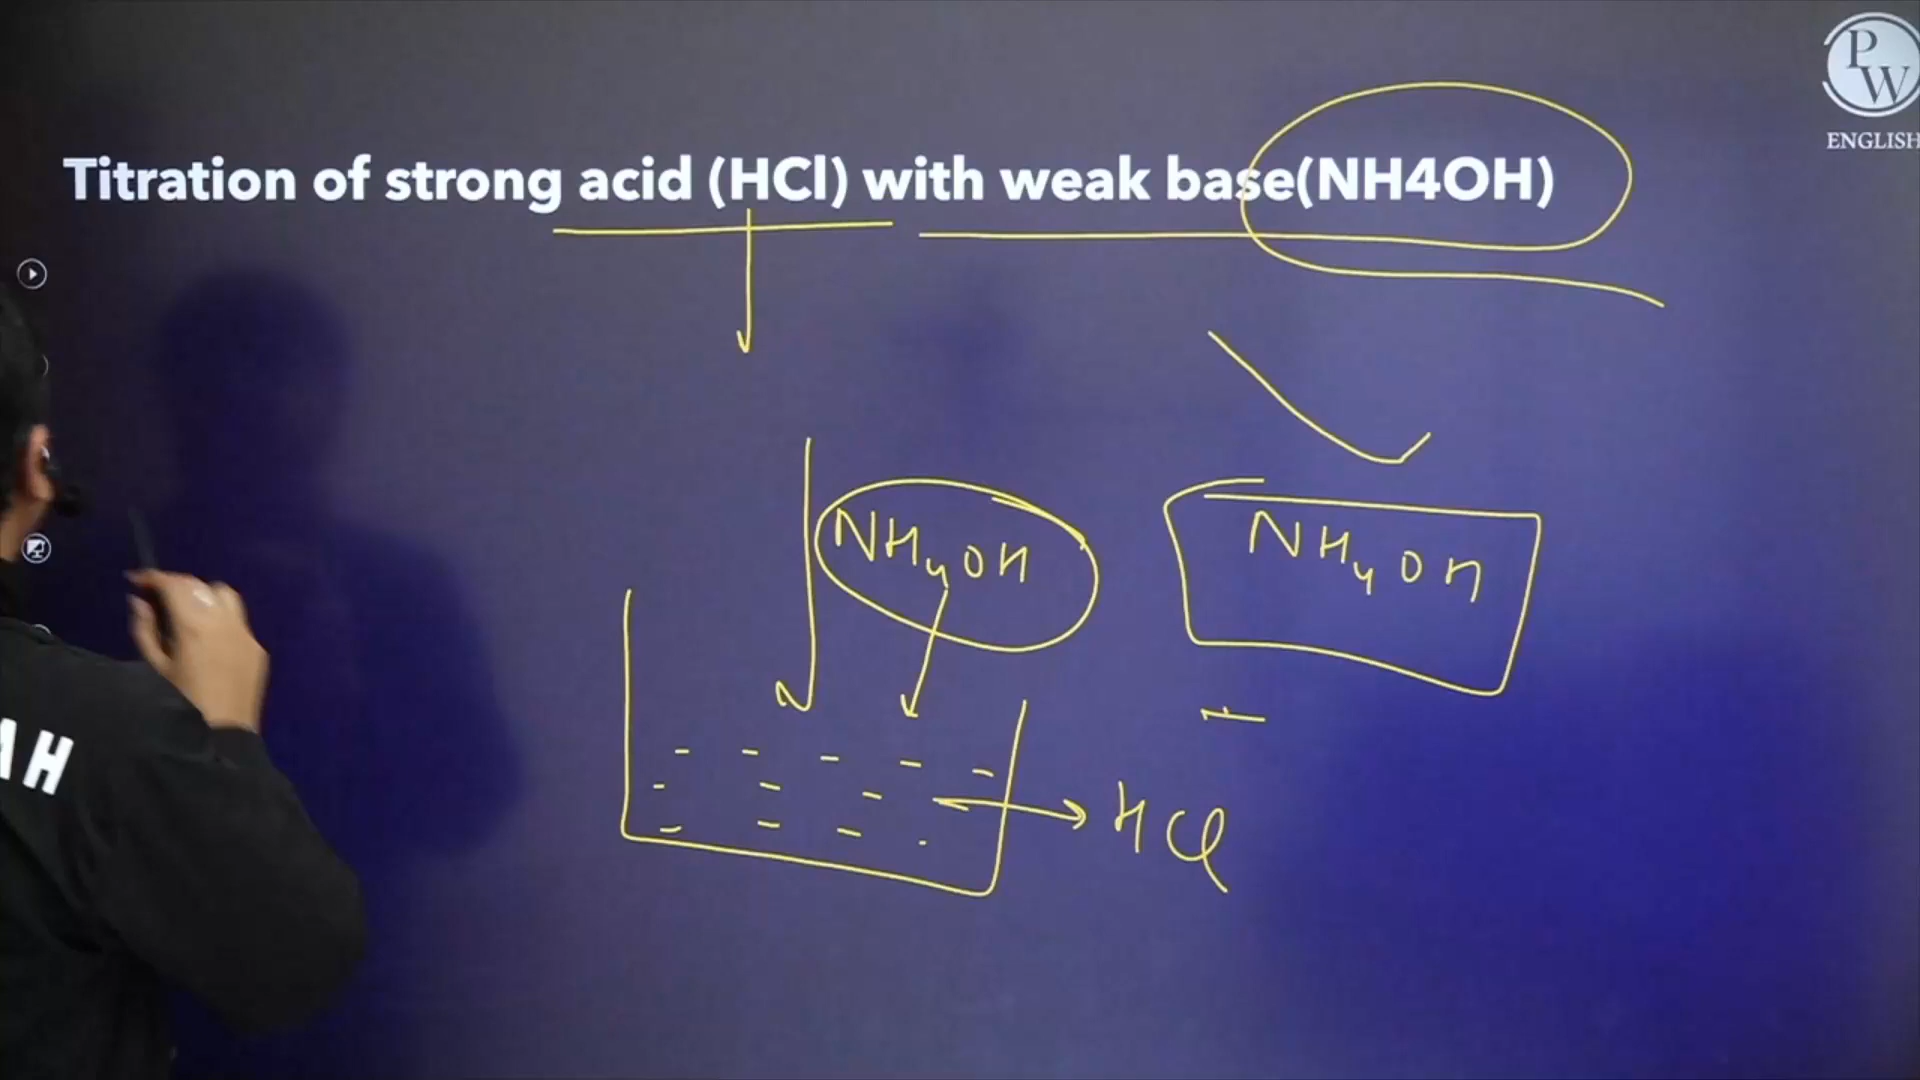 PW
ENGLISH
Titration of strong acid (HCl) with weak base(NH4OH)
NH4OH
NH4OH
HCl
AH